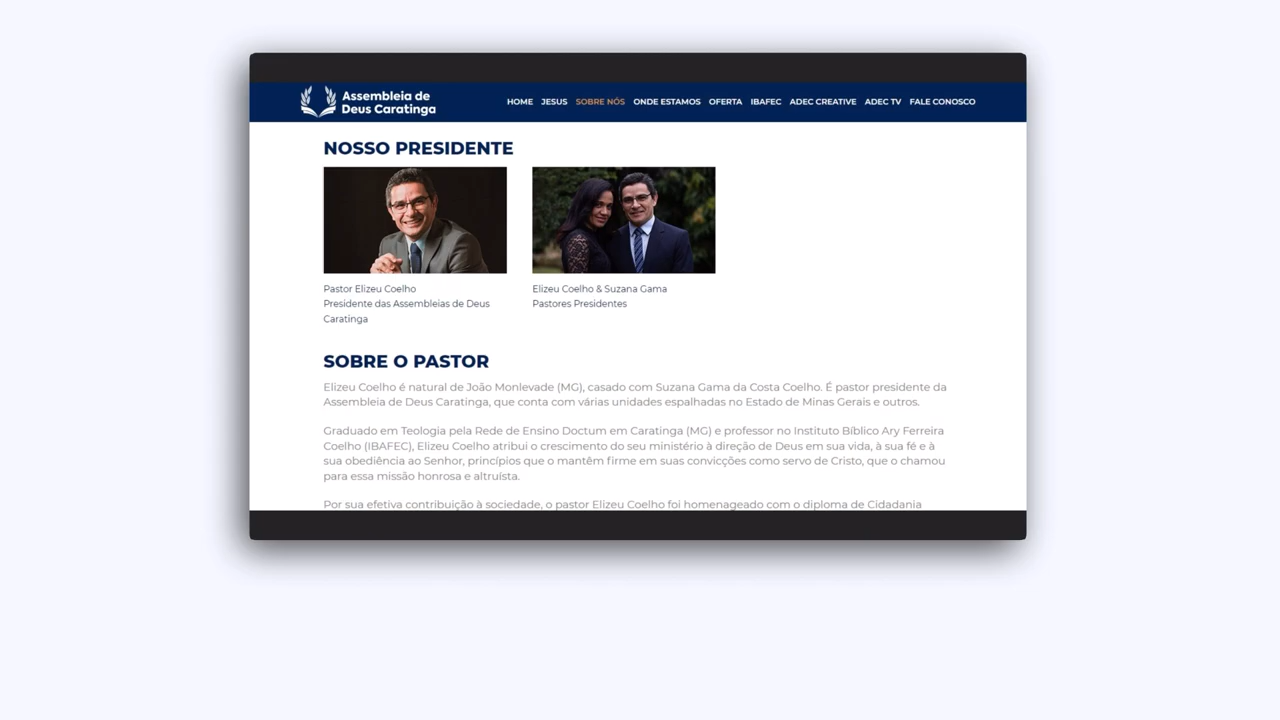 Assembleia de
Deus Caratinga
HOME JESUS SOBRE NÓS ONDE ESTAMOS OFERTA IBAFEC ADEC CREATIVE ADEC TV FALE CONOSCO
NOSSO PRESIDENTE
Pastor Elizeu Coelho
Presidente das Assembleias de Deus
Caratinga
Elizeu Coelho & Suzana Gama
Pastores Presidentes
SOBRE O PASTOR
Elizeu Coelho é natural de João Monlevade (MG), casado com Suzana Gama da Costa Coelho. É pastor presidente da
Assembleia de Deus Caratinga, que conta com várias unidades espalhadas no Estado de Minas Gerais e outros.
Graduado em Teologia pela Rede de Ensino Doctum em Caratinga (MG) e professor no Instituto Bíblico Ary Ferreira
Coelho (IBAFEC), Elizeu Coelho atribui o crescimento do seu ministério à direção de Deus em sua vida, à sua fé e à
sua obediência ao Senhor, princípios que o mantêm firme em suas convicções como servo de Cristo, que o chamou
para essa missão honrosa e altruísta.
Por sua efetiva contribuição à sociedade, o pastor Elizeu Coelho foi homenageado com o diploma de Cidadania